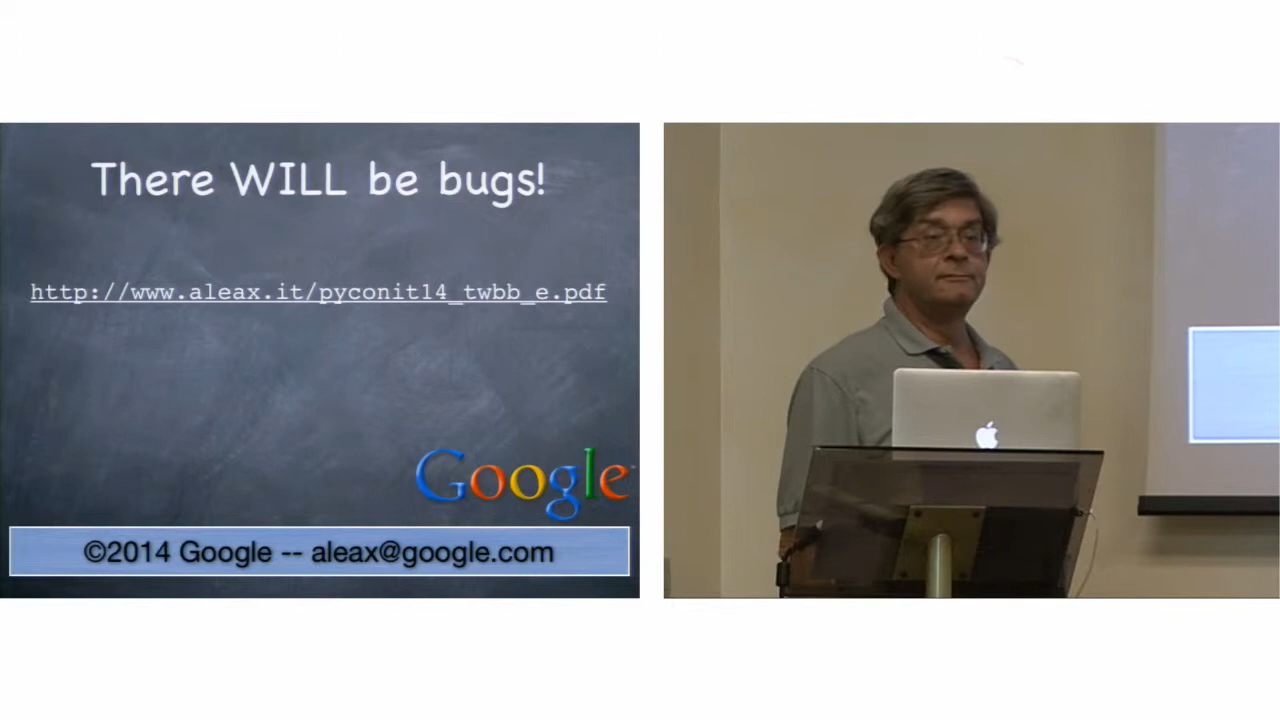 There WILL be bugs!
http://www.aleax.it/pyconit14_twbb_e.pdf
Google
©2014 Google -- aleax@google.com